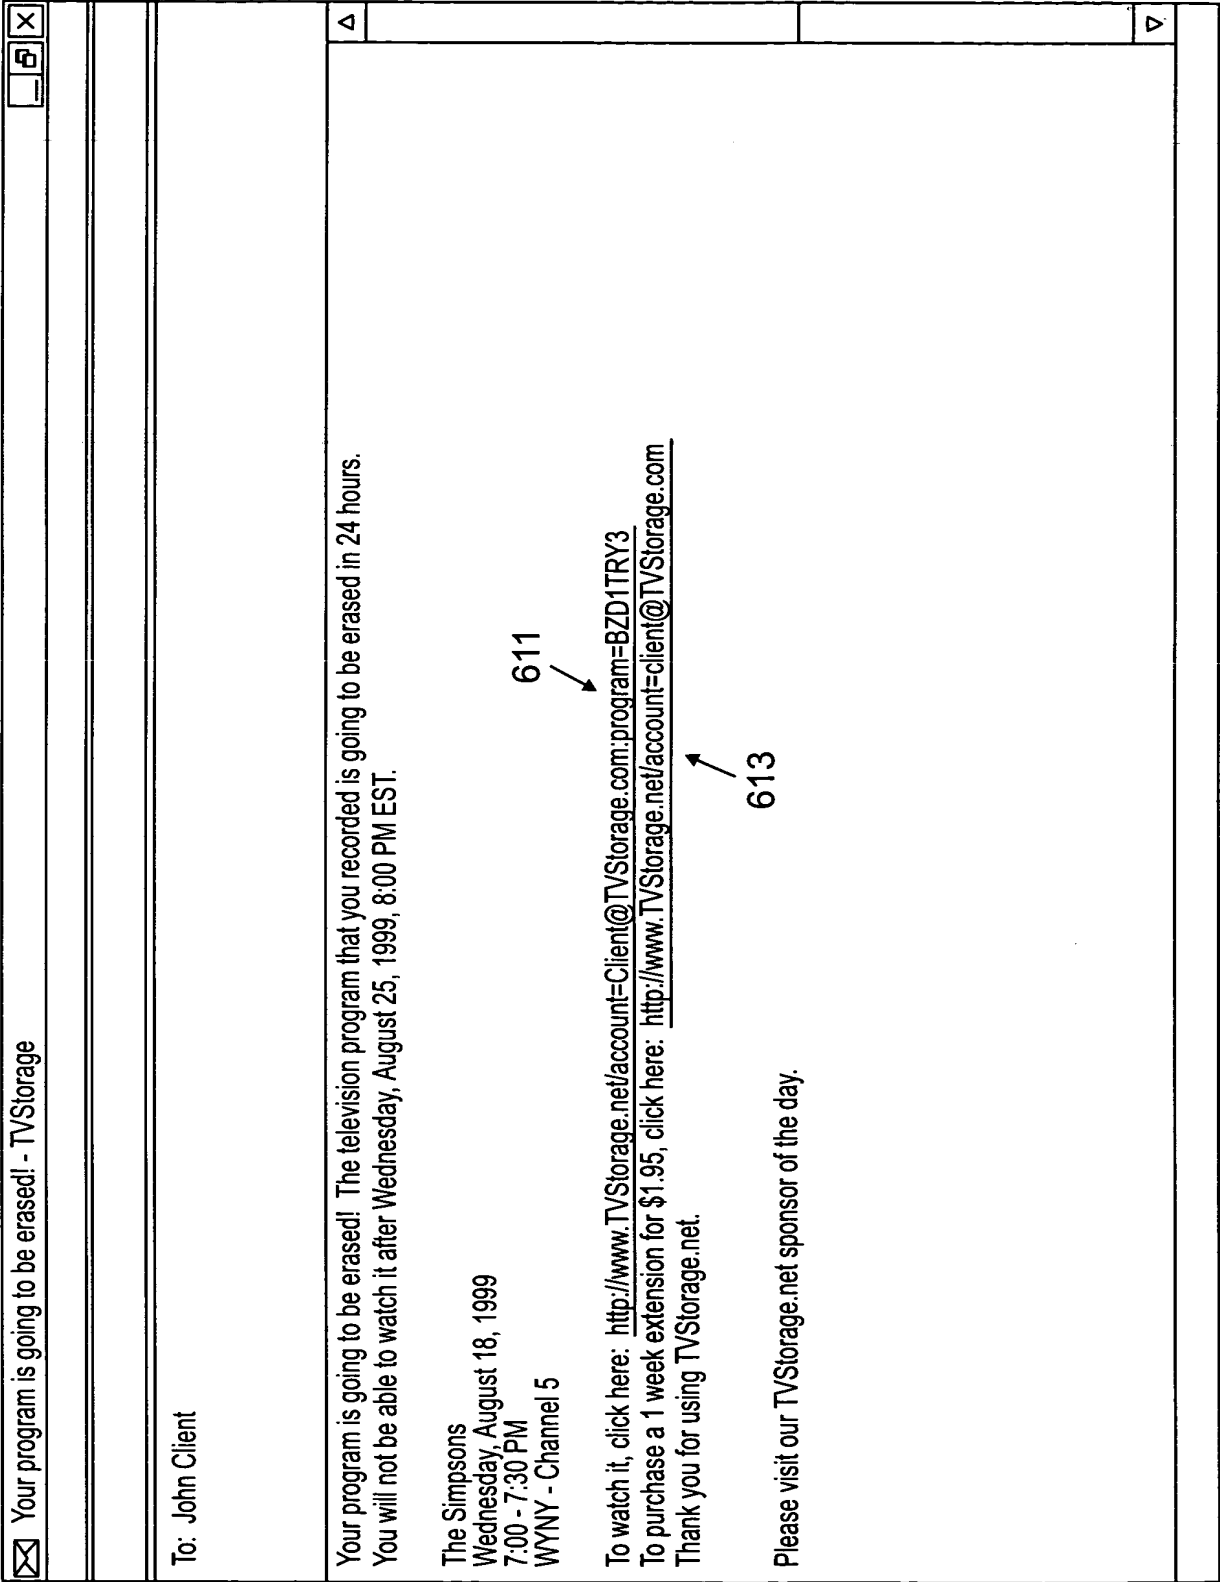 Your program is going to be erased! - TVStorage
To: John Client
Your program is going to be erased! The television program that you recorded is going to be erased in 24 hours.
You will not be able to watch it after Wednesday, August 25, 1999, 8:00 PM EST.
The Simpsons
Wednesday, August 18, 1999
7:00 - 7:30 PM
WYNY - Channel 5
611
To watch it, click here: http://www.TVStorage.net/account=Client@TVStorage.com:program=BZD1TRY3
To purchase a 1 week extension for $1.95, click here: http://www.TVStorage.net/account=client@TVStorage.com
Thank you for using TVStorage.net.
613
Please visit our TVStorage.net sponsor of the day.